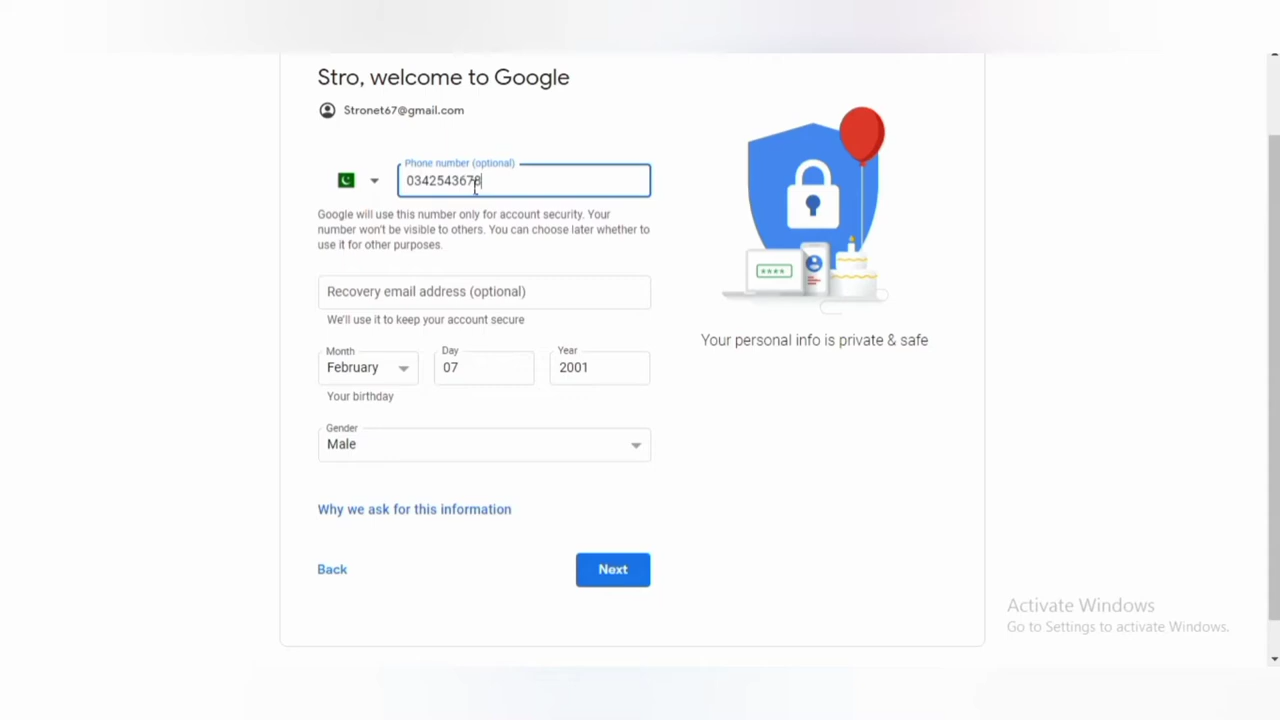 Stro, welcome to Google
Stronet67@gmail.com
Phone number (optional)
0342543678
Google will use this number only for account security. Your
number won't be visible to others. You can choose later whether to
use it for other purposes.
Recovery email address (optional)
We'll use it to keep your account secure
Month
Day
Year
February
07
2001
Your birthday
Gender
Male
Why we ask for this information
Back
Next
****
Your personal info is private & safe
Activate Windows
Go to Settings to activate Windows.